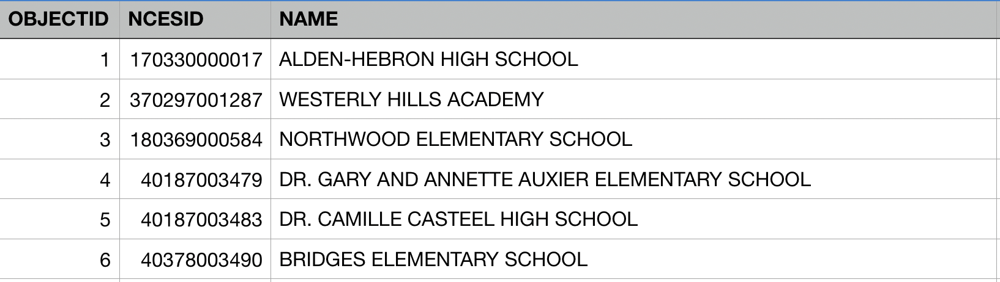 OBJECTID NCESID NAME
1 170330000017 ALDEN-HEBRON HIGH SCHOOL
2 370297001287 WESTERLY HILLS ACADEMY
3 180369000584 NORTHWOOD ELEMENTARY SCHOOL
4 40187003479 DR. GARY AND ANNETTE AUXIER ELEMENTARY SCHOOL
5 40187003483 DR. CAMILLE CASTEEL HIGH SCHOOL
6 40378003490 BRIDGES ELEMENTARY SCHOOL